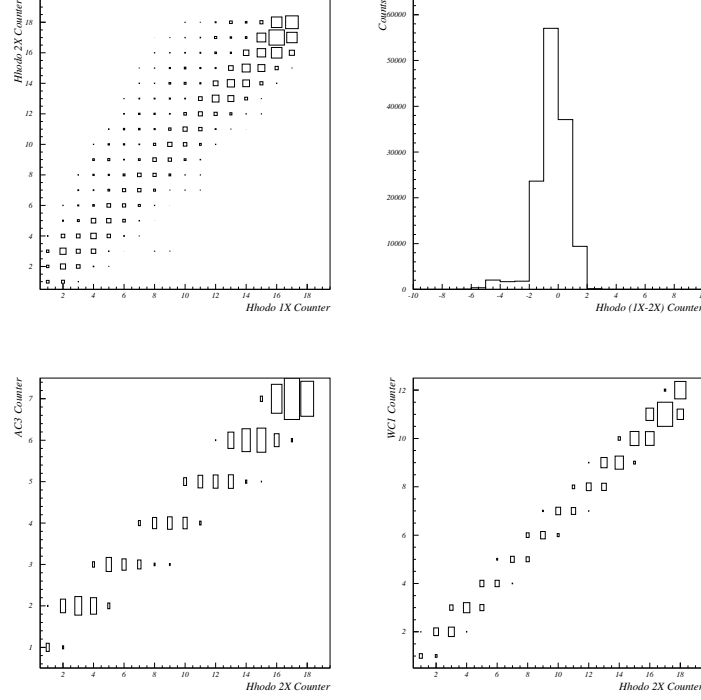 Hhodo 2X Counter
18
16
14
12
10
8
6
4
2
2 4 6 8 10 12 14 16 18
Hhodo 1X Counter
Counts
60000
50000
40000
30000
20000
10000
0
-10 -8 -6 -4 -2 0 2 4 6 8 10
Hhodo (1X-2X) Counter
AC3 Counter
7
6
5
4
3
2
1
2 4 6 8 10 12 14 16 18
Hhodo 2X Counter
WC1 Counter
12
10
8
6
4
2
2 4 6 8 10 12 14 16 18
Hhodo 2X Counter